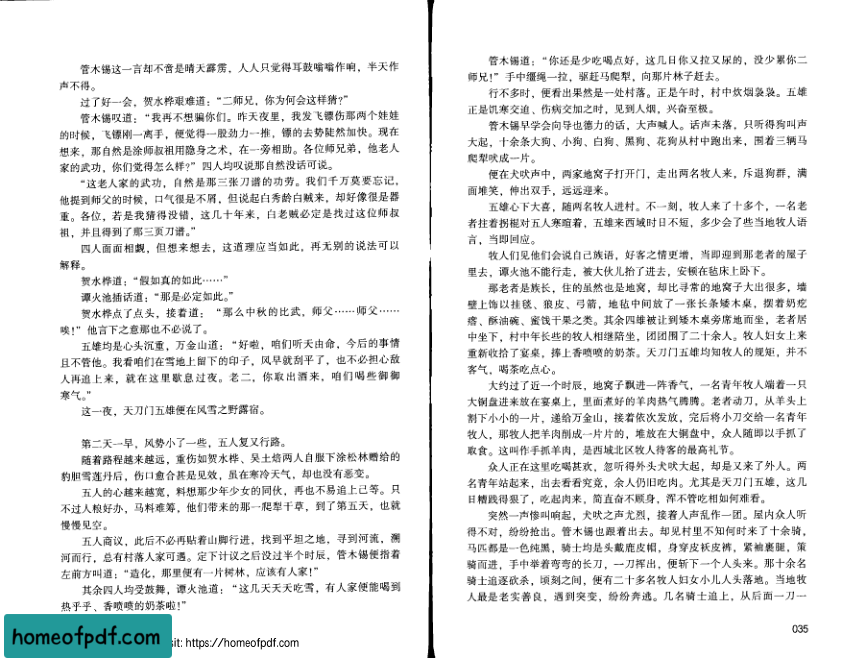 管木锡这一言却不啻是晴天霹雳，人人只觉得耳鼓嗡嗡作响，半天作
声不得。
过了好一会，贺水桦艰难道：“二师兄，你为何会这样猜？”
管木锡叹道：“我再不想骗你们。昨天夜里，我发飞镖伤那两个娃娃
的时候，飞镖刚一离手，便觉得一股劲力一推，镖的去势陡然加快。现在
想来，那自然是涂师叔祖用隐身之术，在一旁相助。各位师兄弟，他老人
家的武功，你们觉得怎么样？”四人均叹说那自然没话可说。
“这老人家的武功，自然是那三张刀谱的功劳。我们千万莫要忘记，
他提到师父的时候，口气很是不屑，但说起白秀龄白贼来，却好像很是器
重。各位，若是我猜得没错，这几十年来，白老贼必定是找过这位师叔
祖，并且得到了那三页刀谱。”
四人面面相觑，但想来想去，这道理应当如此，再无别的说法可以
解释。
贺水桦道：“假如真的如此……”
谭火池插话道：“那是必定如此。”
贺水桦点了点头，接着道：“那么中秋的比武，师父……师父……
唉！”他言下之意那也不必说了。
五雄均是心头沉重，万金山道：“好啦，咱们听天由命，今后的事情
且不管他。我看咱们在雪地上留下的印子，风早就刮平了，也不必担心敌
人再追上来，就在这里歇息过夜。老二，你取出酒来，咱们喝些御御
寒气。”
这一夜，天刀门五雄便在风雪之野露宿。
第二天一早，风势小了一些，五人复又行路。
随着路程越来越远，重伤如贺水桦、吴土焙两人自服下涂松林赠给的
豹胆雪莲丹后，伤口愈合甚是见效，虽在寒冷天气，却也没有恶变。
五人的心越来越宽，料想那少年少女的同伙，再也不易追上己等。只
不过人粮好办，马料难筹，他们带来的那一爬犁干草，到了第五天，也就
慢慢见空。
五人商议，此后不必再贴着山脚行进，找到平坦之地，寻到河流，溯
河而行，总有村落人家可遇。定下计议之后没过半个时辰，管木锡便指着
左前方叫道：“造化，那里便有一片树林，应该有人家！”
其余四人均受鼓舞，谭火池道：“这几天天天吃雪，有人家便能喝到
热乎乎、香喷喷的奶茶啦！”
管木锡道：“你还是少吃喝点好，这几日你又拉又尿的，没少累你二
师兄！”手中缰绳一拉，驱赶马爬犁，向那片林子赶去。
行不多时，便看出果然是一处村落。正是午时，村中炊烟袅袅。五雄
正是饥寒交迫、伤病交加之时，见到人烟，兴奋至极。
管木锡早学会向导也德力的话，大声喊人。话声未落，只听得狗叫声
大起，十余条大狗、小狗、白狗、黑狗、花狗从村中跑出来，围着三辆马
爬犁吠成一片。
便在犬吠声中，两家地窝子打开门，走出两名牧人来，斥退狗群，满
面堆笑，伸出双手，远远迎来。
五雄心下大喜，随两名牧人进村。不一刻，牧人来了十多个，一名老
者拄着拐棍对五人寒暄着，五雄来西域时日不短，多少会了些当地牧人语
言，当即回应。
牧人们见他们会说自己族语，好客之情更增，当即迎到那老者的屋子
里去，谭火池不能行走，被大伙儿抬了进去，安顿在毡床上卧下。
那老者是族长，住的虽然也是地窝，却比寻常的地窝子大出很多，墙
壁上饰以挂毯、狼皮、弓箭，地毡中间放了一张长条矮木桌，摆着奶疙
瘩、酥油碗、蜜饯干果之类。其余四雄被让到矮木桌旁席地而坐，老者居
中坐下，村中年长些的牧人相继陪坐，团团围了二十余人。牧人妇女上来
重新收拾了宴桌，捧上香喷喷的奶茶。天刀门五雄均知牧人的规矩，并不
客气，喝茶吃点心。
大约过了近一个时辰，地窝子飘进一阵香气，一名青年牧人端着一只
大铜盘进来放在宴桌上，里面煮好的羊肉热气腾腾。老者动刀，从羊头上
割下小小的一片，递给万金山，接着依次发放，完后将小刀交给一名青年
牧人，那牧人把羊肉削成一片片的，堆放在大铜盘中，众人随即以手抓了
取食。这叫作手抓羊肉，是西域北区牧人待客的最高礼节。
众人正在这里吃喝甚欢，忽听得外头犬吠大起，却是又来了外人。两
名青年站起来，出去看看究竟，余人仍旧吃肉。尤其是天刀门五雄，这几
日糟践得狠了，吃起肉来，简直奋不顾身，浑不管吃相如何难看。
突然一声惨叫响起，犬吠之声尤烈，接着人声乱作一团。屋内众人听
得不对，纷纷抢出。管木锡也跟着出去。却见村里不知何时来了十余骑，
马匹都是一色纯黑，骑士均是头戴鹿皮帽，身穿皮袄皮裤，紧袖裹腿，策
骑而进，手中举着弯弯的长刀，一刀挥出，便斩下一个人头来。那十余名
骑士追逐砍杀，顷刻之间，便有二十多名牧人妇女小儿人头落地。当地牧
人最是老实善良，遇到突变，纷纷奔逃。几名骑士追上，从后面一刀一
035
homeofpdf.com
sit: https://homeofpdf.com